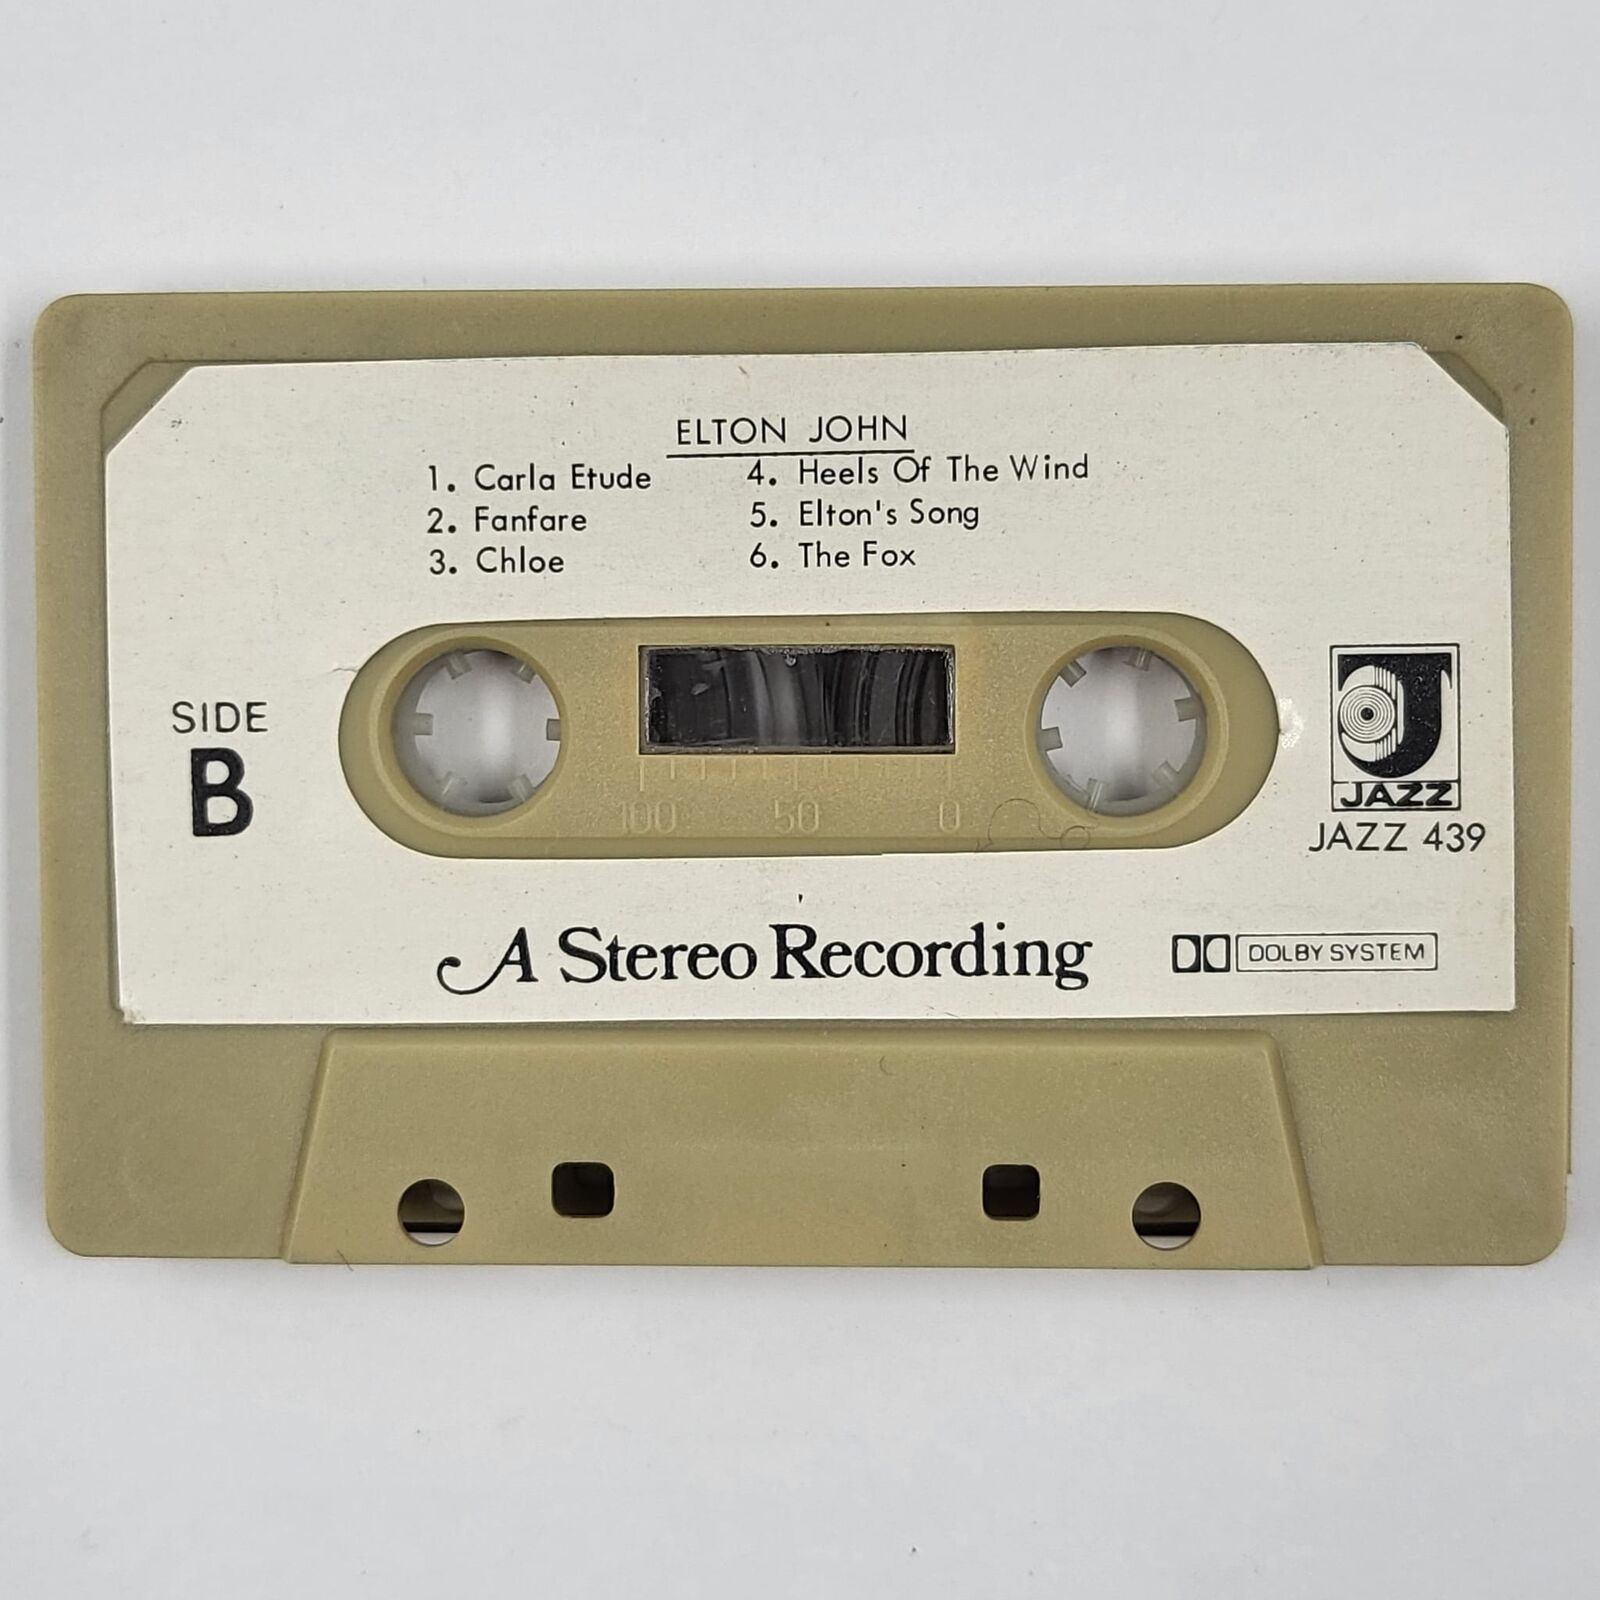 ELTON JOHN
1. Carla Etude
2. Fanfare
3. Chloe
4. Heels Of The Wind
5. Elton's Song
6. The Fox
SIDE
B
100 50 0
JAZZ
JAZZ 439
A Stereo Recording
DOLBY SYSTEM